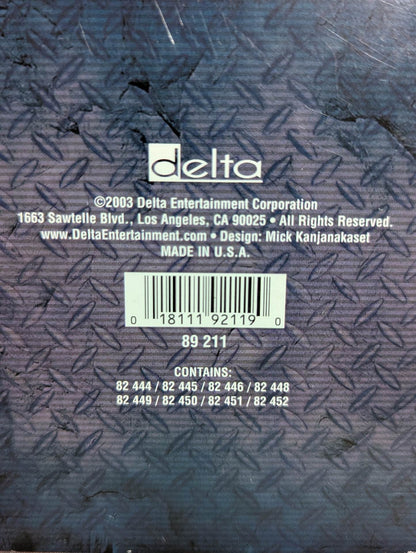 delta
©2003 Delta Entertainment Corporation
1663 Sawtelle Blvd., Los Angeles, CA 90025 • All Rights Reserved.
www.DeltaEntertainment.com • Design: Mick Kanjanakaset
MADE IN U.S.A.
0 18111 92119 0
89 211
CONTAINS:
82 444 / 82 445 / 82 446 / 82 448
82 449 / 82 450 / 82 451 / 82 452